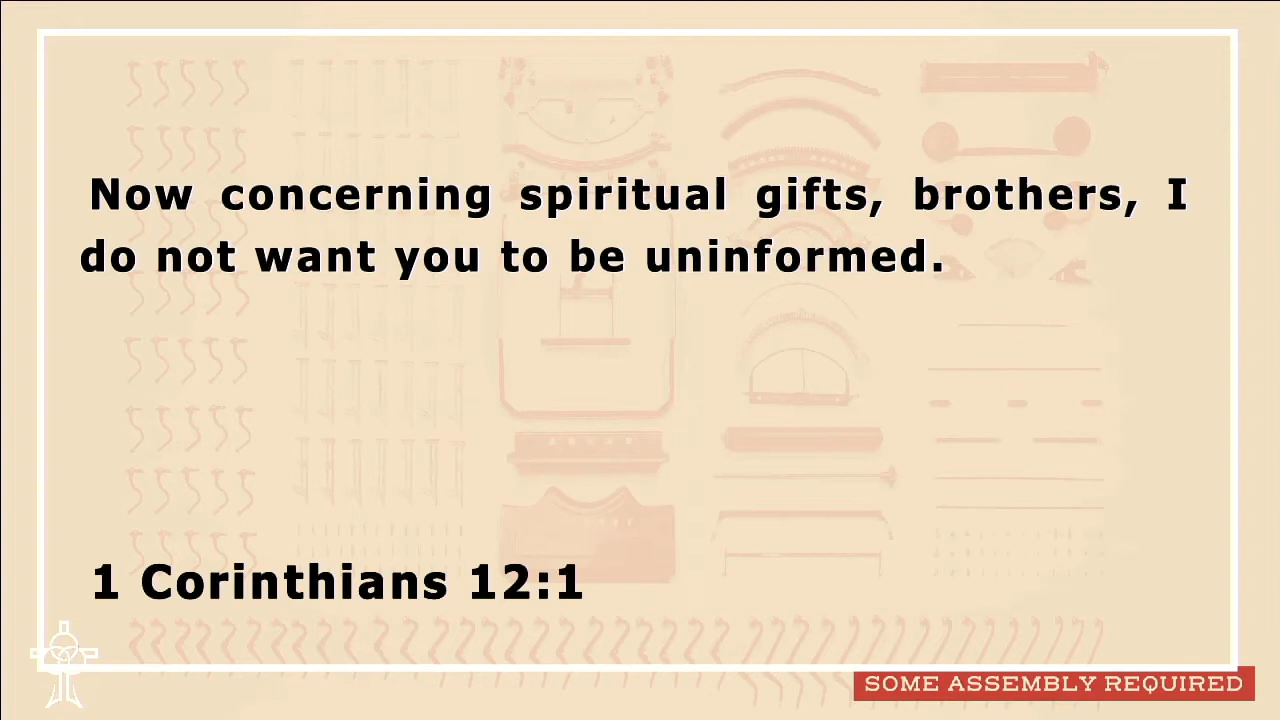 Now concerning spiritual gifts, brothers, I
do not want you to be uninformed.
1 Corinthians 12:1
SOME ASSEMBLY REQUIRED